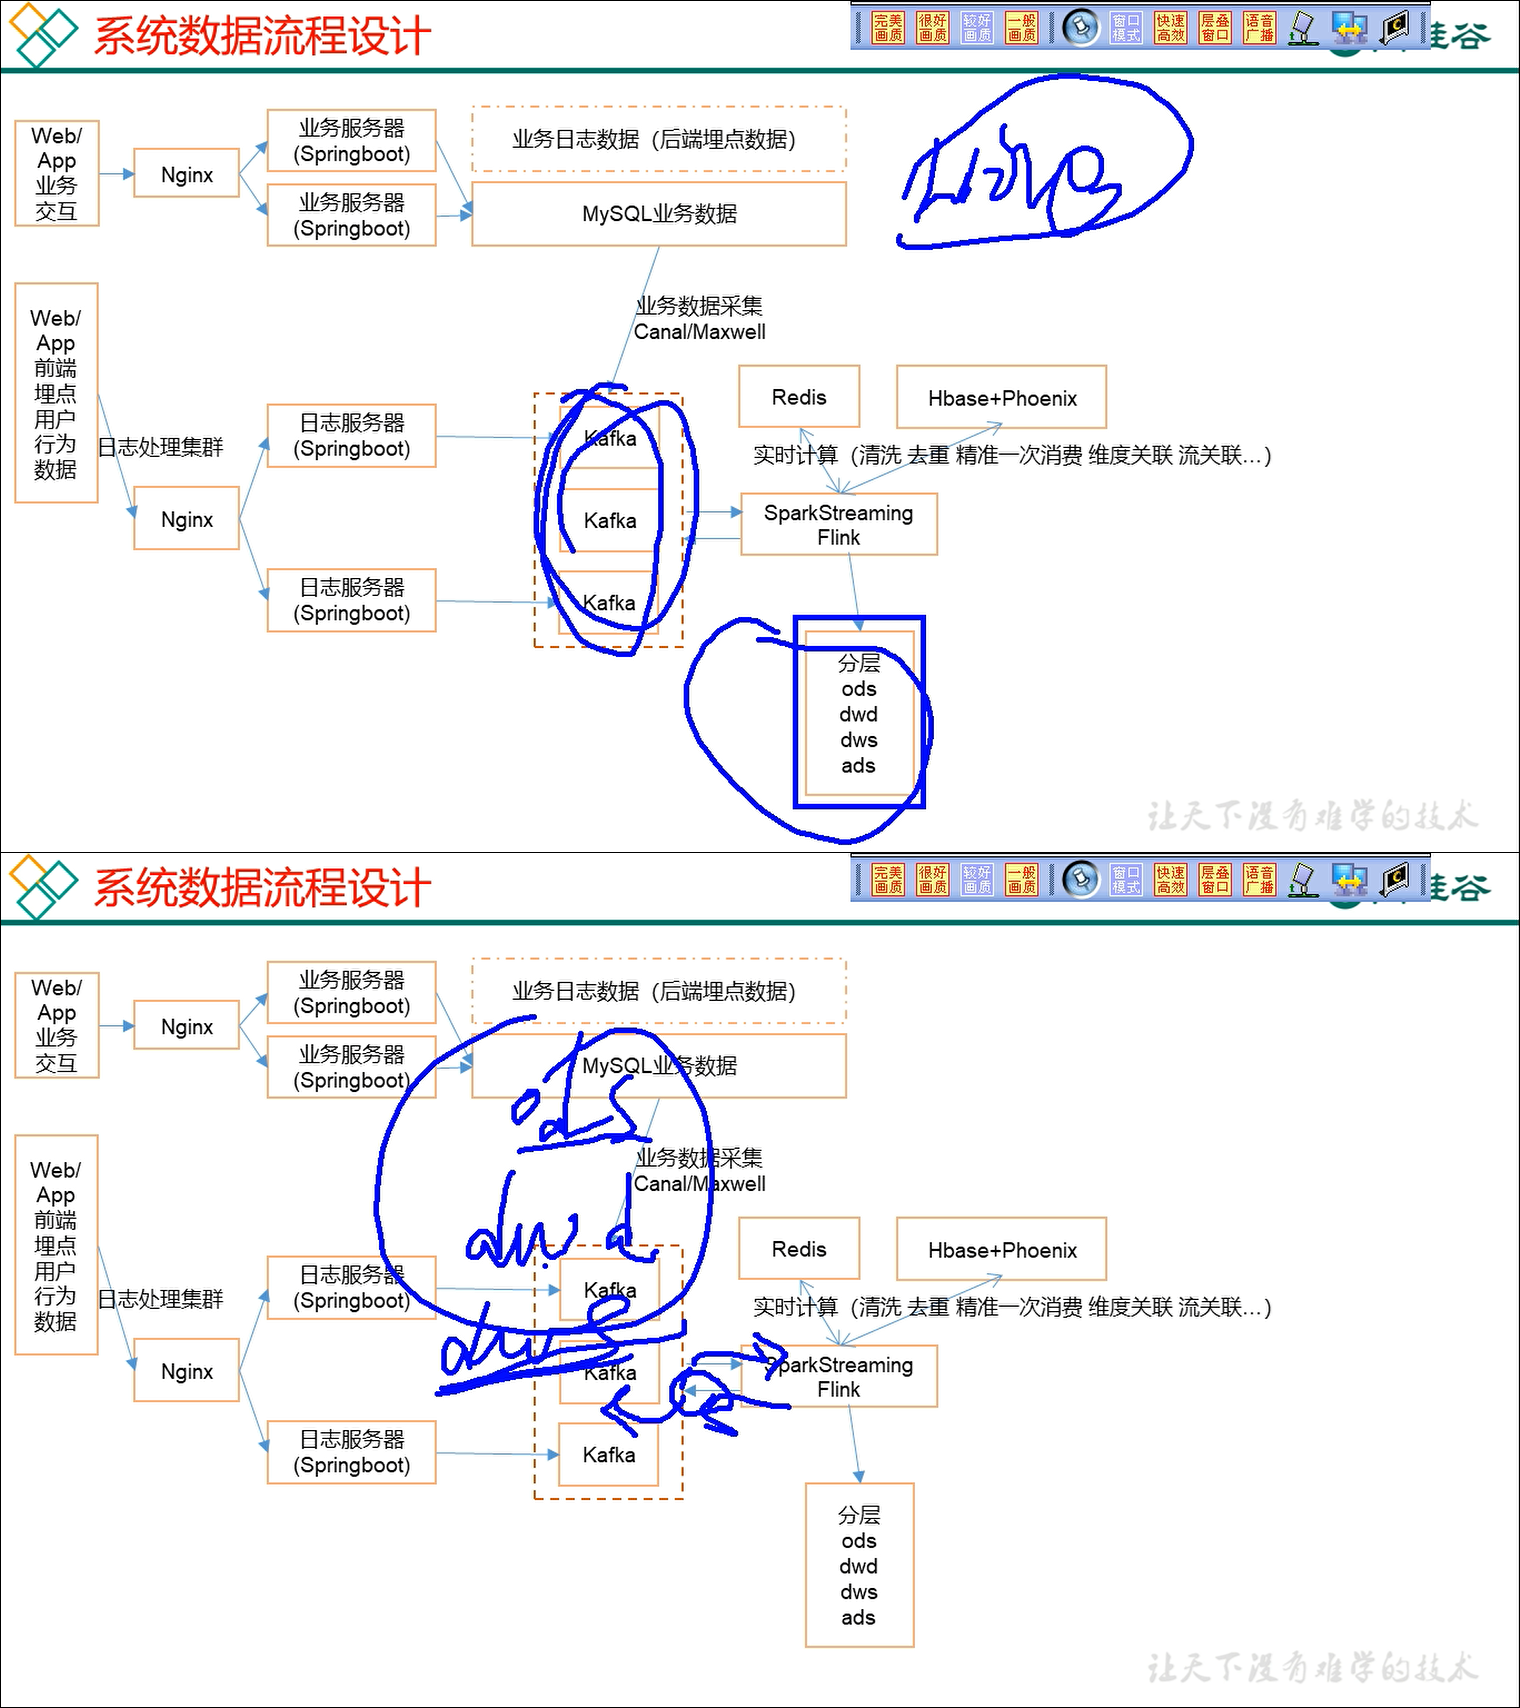 系统数据流程设计
完美画质 很好画质 较好画质 一般画质 窗口模式 快速高效 层叠窗口 语音广播
硅谷
Web/
App
业务
交互
Nginx
业务服务器
(Springboot)
业务服务器
(Springboot)
业务日志数据（后端埋点数据）
MySQL业务数据
业务数据采集
Canal/Maxwell
Web/
App
前端
埋点
用户
行为
数据
日志处理集群
Nginx
日志服务器
(Springboot)
日志服务器
(Springboot)
Kafka
Kafka
Kafka
Redis
Hbase+Phoenix
实时计算（清洗 去重 精准一次消费 维度关联 流关联...）
SparkStreaming
Flink
分层
ods
dwd
dws
ads
让天下没有难学的技术
系统数据流程设计
完美画质 很好画质 较好画质 一般画质 窗口模式 快速高效 层叠窗口 语音广播
硅谷
Web/
App
业务
交互
Nginx
业务服务器
(Springboot)
业务服务器
(Springboot)
业务日志数据（后端埋点数据）
MySQL业务数据
ods
业务数据采集
Canal/Maxwell
dwd
Web/
App
前端
埋点
用户
行为
数据
日志处理集群
Nginx
日志服务器
(Springboot)
日志服务器
(Springboot)
Kafka
dws
Kafka
Kafka
Redis
Hbase+Phoenix
实时计算（清洗 去重 精准一次消费 维度关联 流关联...）
SparkStreaming
Flink
分层
ods
dwd
dws
ads
让天下没有难学的技术